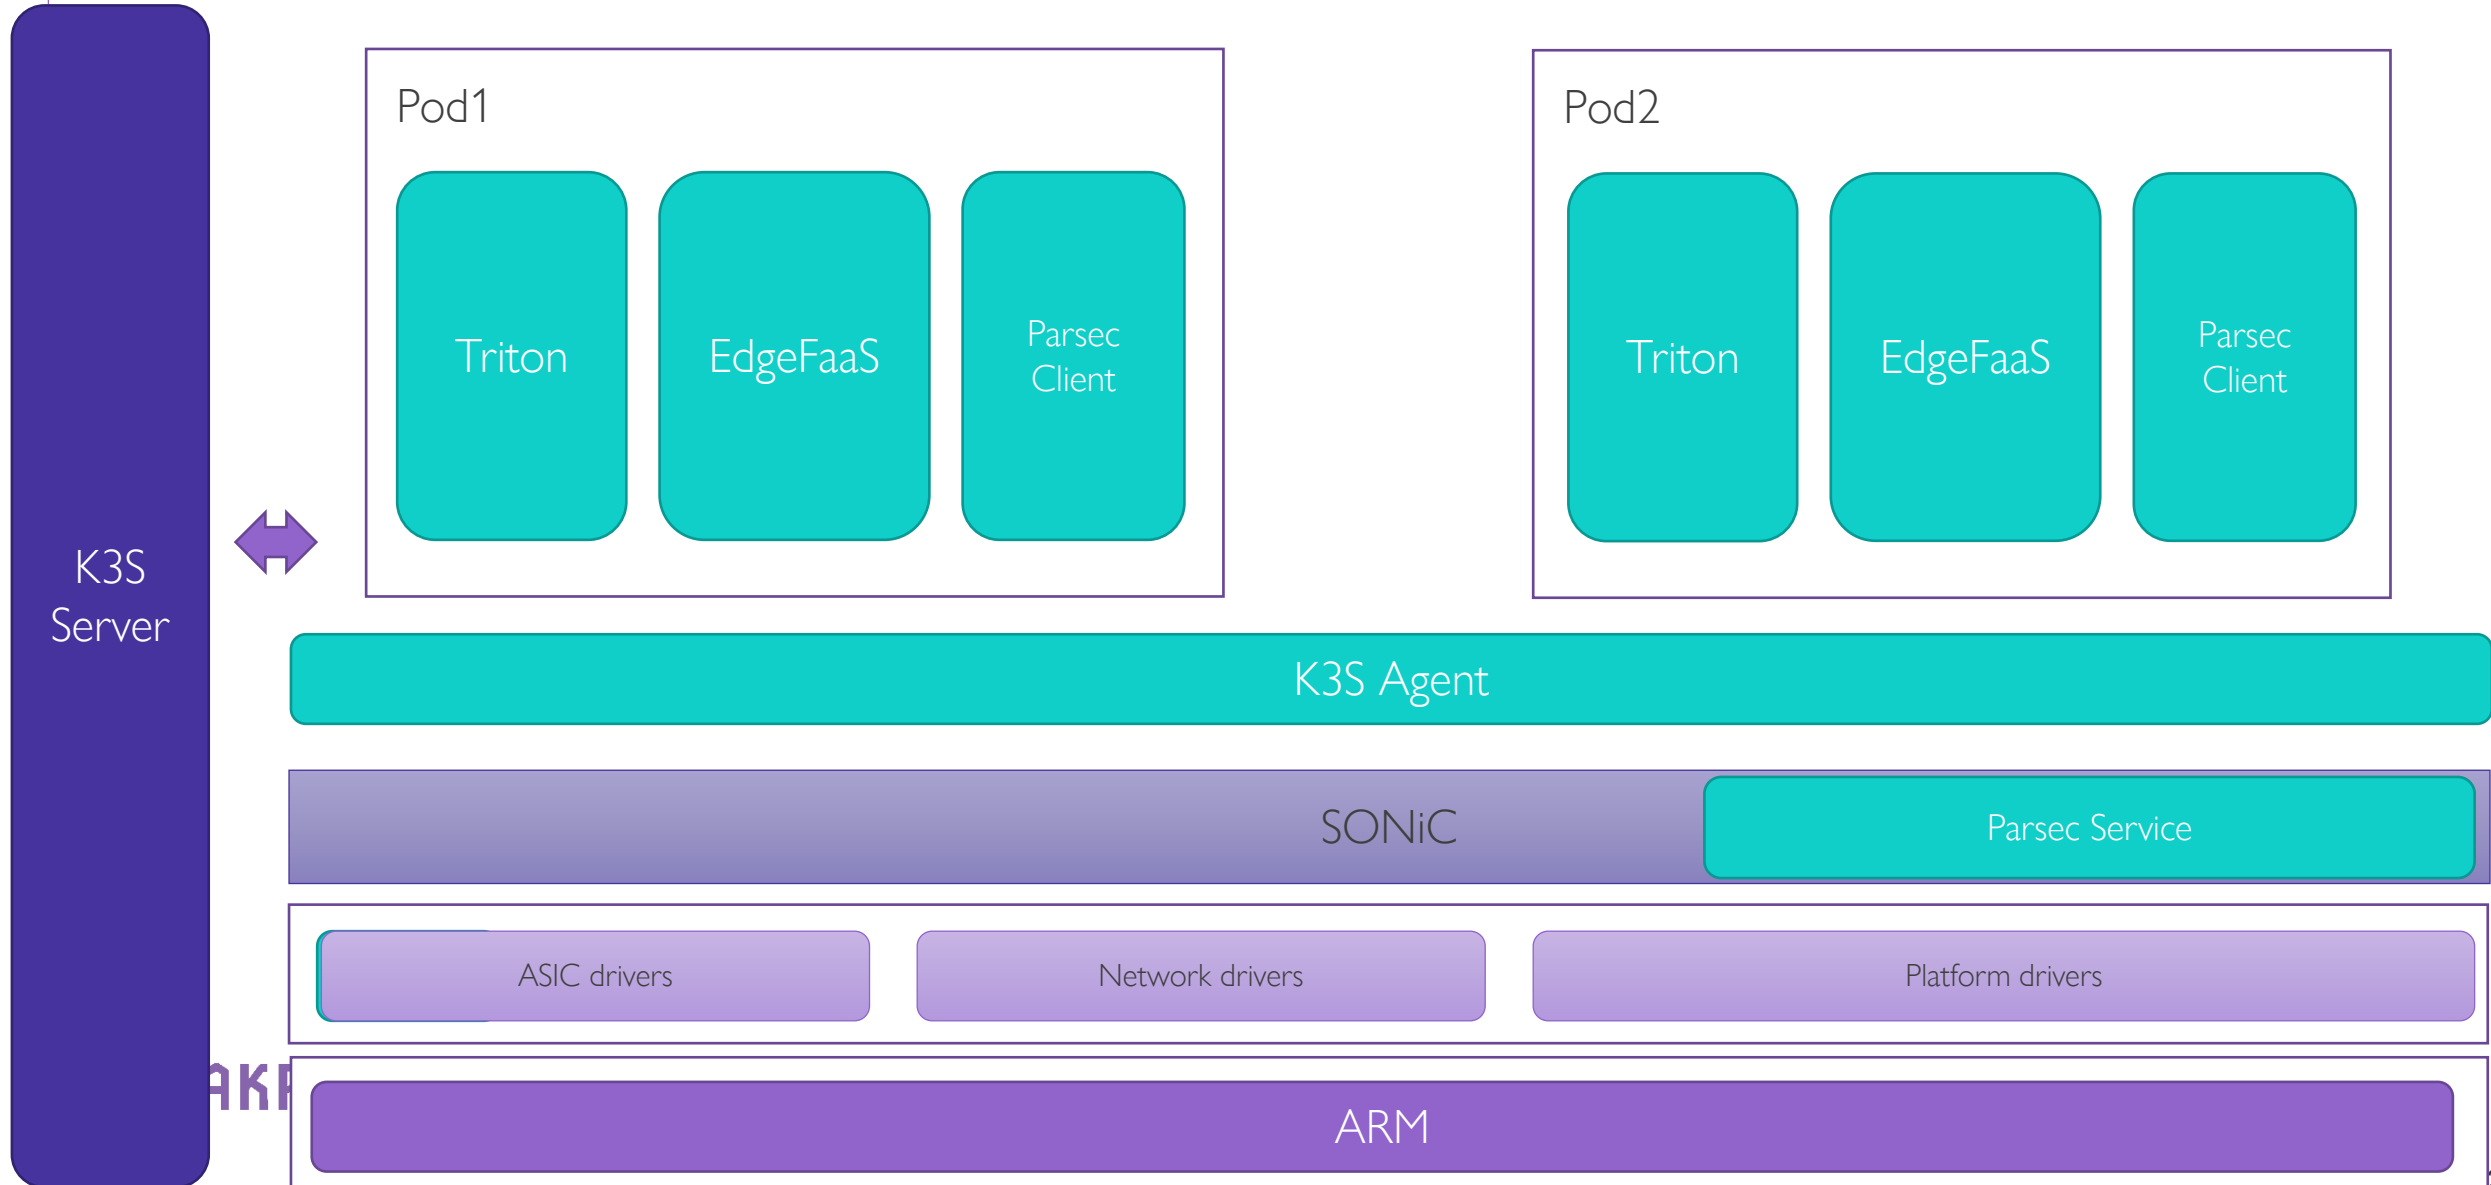 Pod1
Pod2
Triton
EdgeFaaS
Parsec
Client
Triton
EdgeFaaS
Parsec
Client
K3S
Server
K3S Agent
SONiC
Parsec Service
ASIC drivers
Network drivers
Platform drivers
ARM